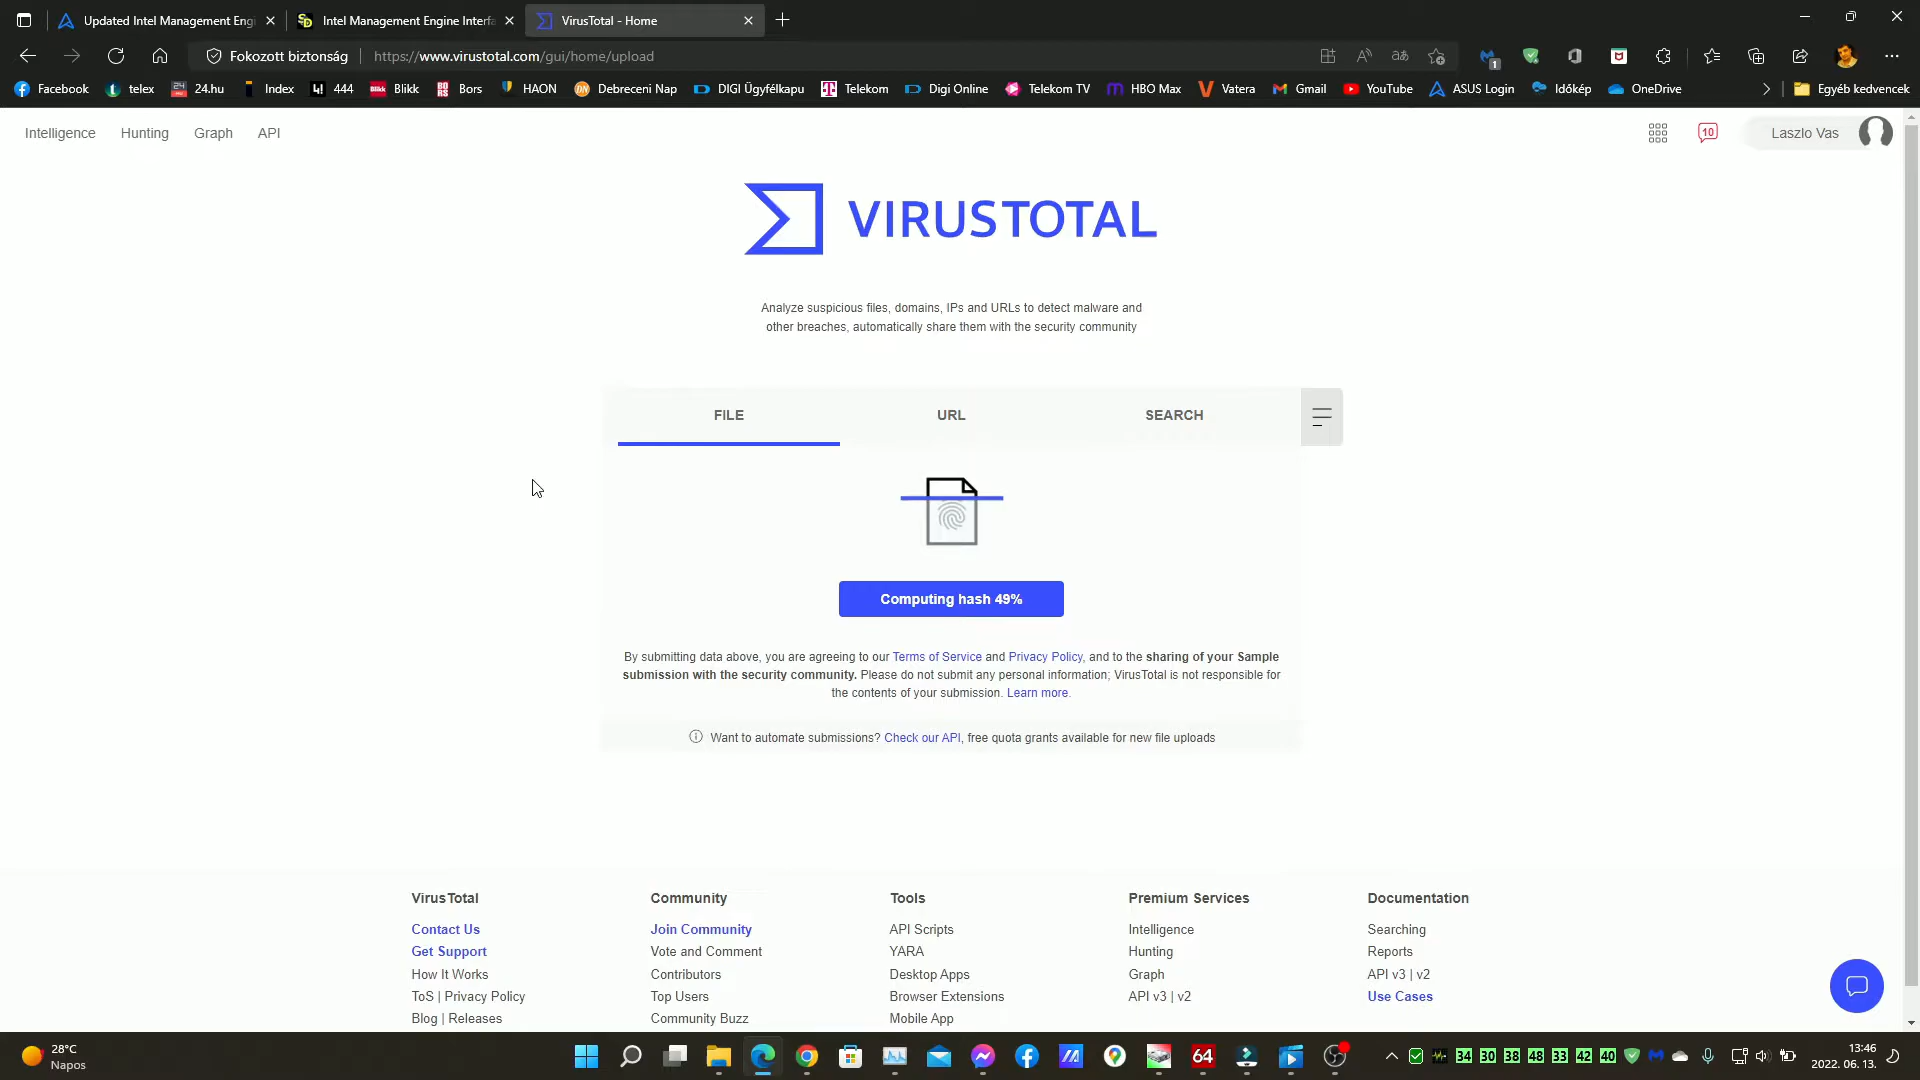 Updated Intel Management Engi
Intel Management Engine Interfa
VirusTotal - Home
Fokozott biztonság
https://www.virustotal.com/gui/home/upload
Facebook
telex
24.hu
Index
444
Blikk
Bors
HAON
Debreceni Nap
DIGI Ügyfélkapu
Telekom
Digi Online
Telekom TV
HBO Max
Vatera
Gmail
YouTube
ASUS Login
Időkép
OneDrive
Egyéb kedvencek
Intelligence
Hunting
Graph
API
10
Laszlo Vas
VIRUSTOTAL
Analyze suspicious files, domains, IPs and URLs to detect malware and
other breaches, automatically share them with the security community
FILE
URL
SEARCH
Computing hash 49%
By submitting data above, you are agreeing to our Terms of Service and Privacy Policy, and to the sharing of your Sample
submission with the security community. Please do not submit any personal information; VirusTotal is not responsible for
the contents of your submission. Learn more.
Want to automate submissions? Check our API, free quota grants available for new file uploads
VirusTotal
Contact Us
Get Support
How It Works
ToS | Privacy Policy
Blog | Releases
Community
Join Community
Vote and Comment
Contributors
Top Users
Community Buzz
Tools
API Scripts
YARA
Desktop Apps
Browser Extensions
Mobile App
Premium Services
Intelligence
Hunting
Graph
API v3 | v2
Documentation
Searching
Reports
API v3 | v2
Use Cases
28°C
Napos
64
34 30 38 48 33 42 40
13:46
2022. 06. 13.